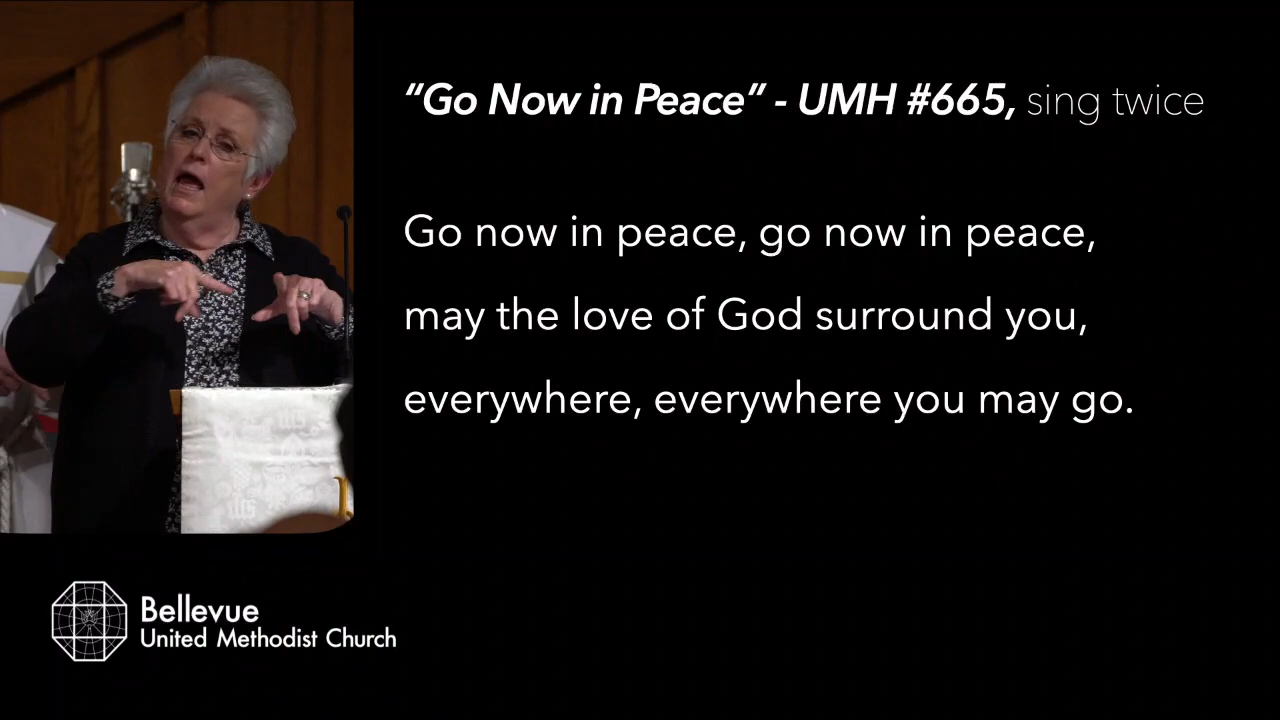 “Go Now in Peace” - UMH #665, sing twice
Go now in peace, go now in peace,
may the love of God surround you,
everywhere, everywhere you may go.
Bellevue
United Methodist Church